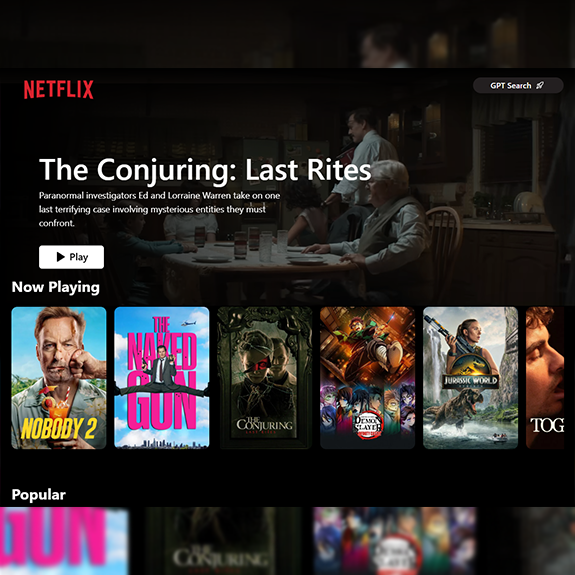 NETFLIX
GPT Search
The Conjuring: Last Rites
Paranormal investigators Ed and Lorraine Warren take on one
last terrifying case involving mysterious entities they must
confront.
Play
Now Playing
NOBODY 2
THE
NAKED
GUN
THE
CONJURING
DEMON
SLAYER
JURASSIC WORLD
TOG
Popular
GUN
THE
CONJURING